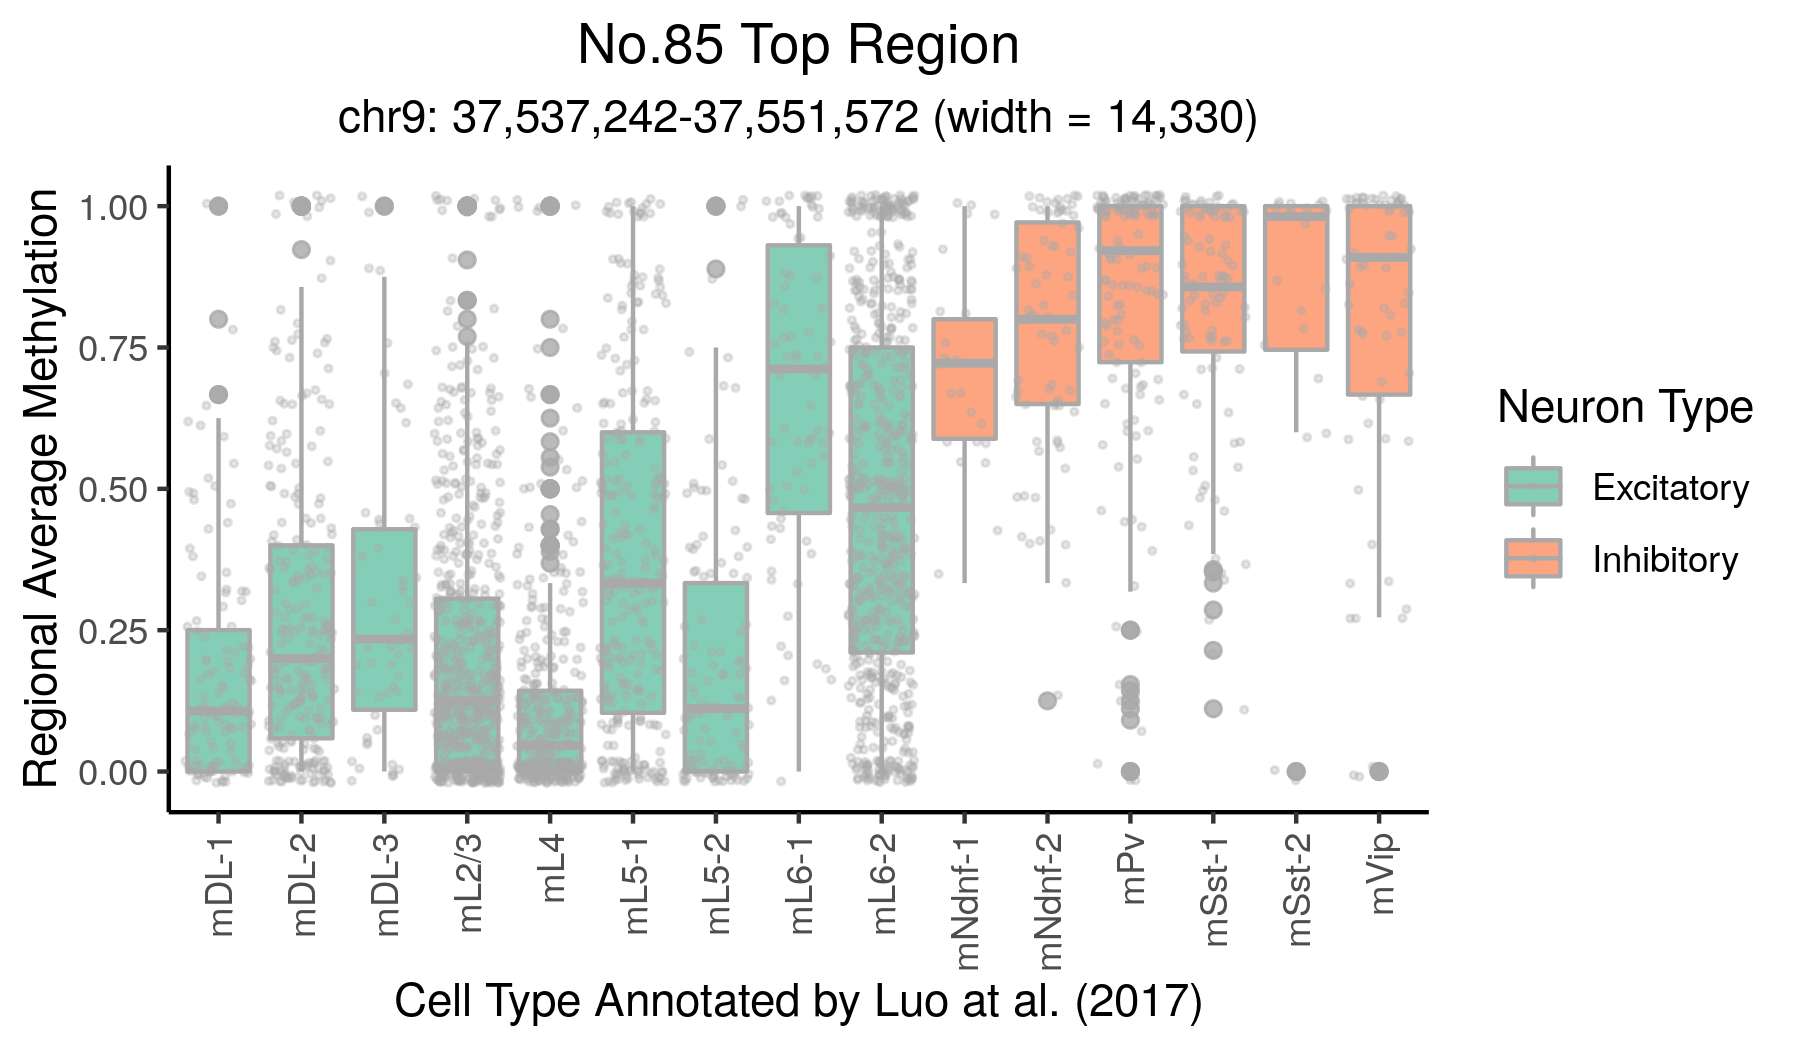 No.85 Top Region
chr9: 37,537,242-37,551,572 (width = 14,330)
Regional Average Methylation
1.00
0.75
0.50
0.25
0.00
mDL-1
mDL-2
mDL-3
mL2/3
mL4
mL5-1
mL5-2
mL6-1
mL6-2
mNdnf-1
mNdnf-2
mPv
mSst-1
mSst-2
mVip
Cell Type Annotated by Luo at al. (2017)
Neuron Type
Excitatory
Inhibitory